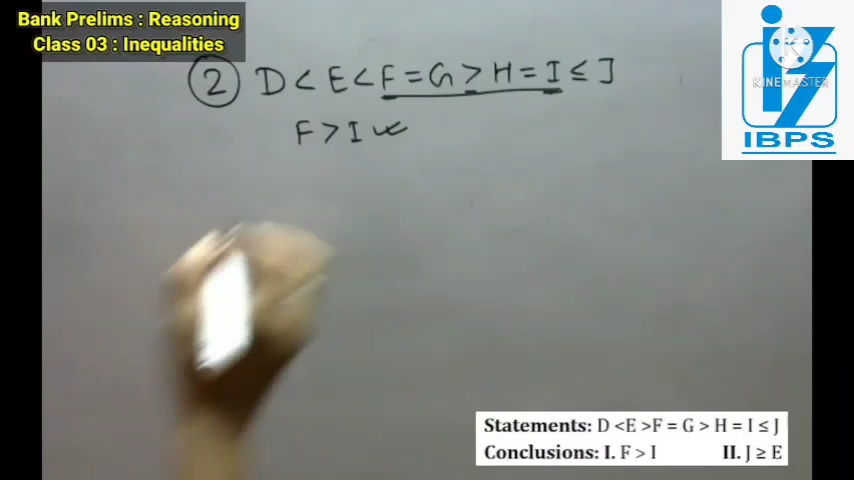 Bank Prelims : Reasoning
Class 03 : Inequalities
② D < E < F = G > H = I ≤ J
F > I ✓
KINEMASTER
IBPS
Statements: D <E >F = G > H = I ≤ J
Conclusions: I. F > I II. J ≥ E